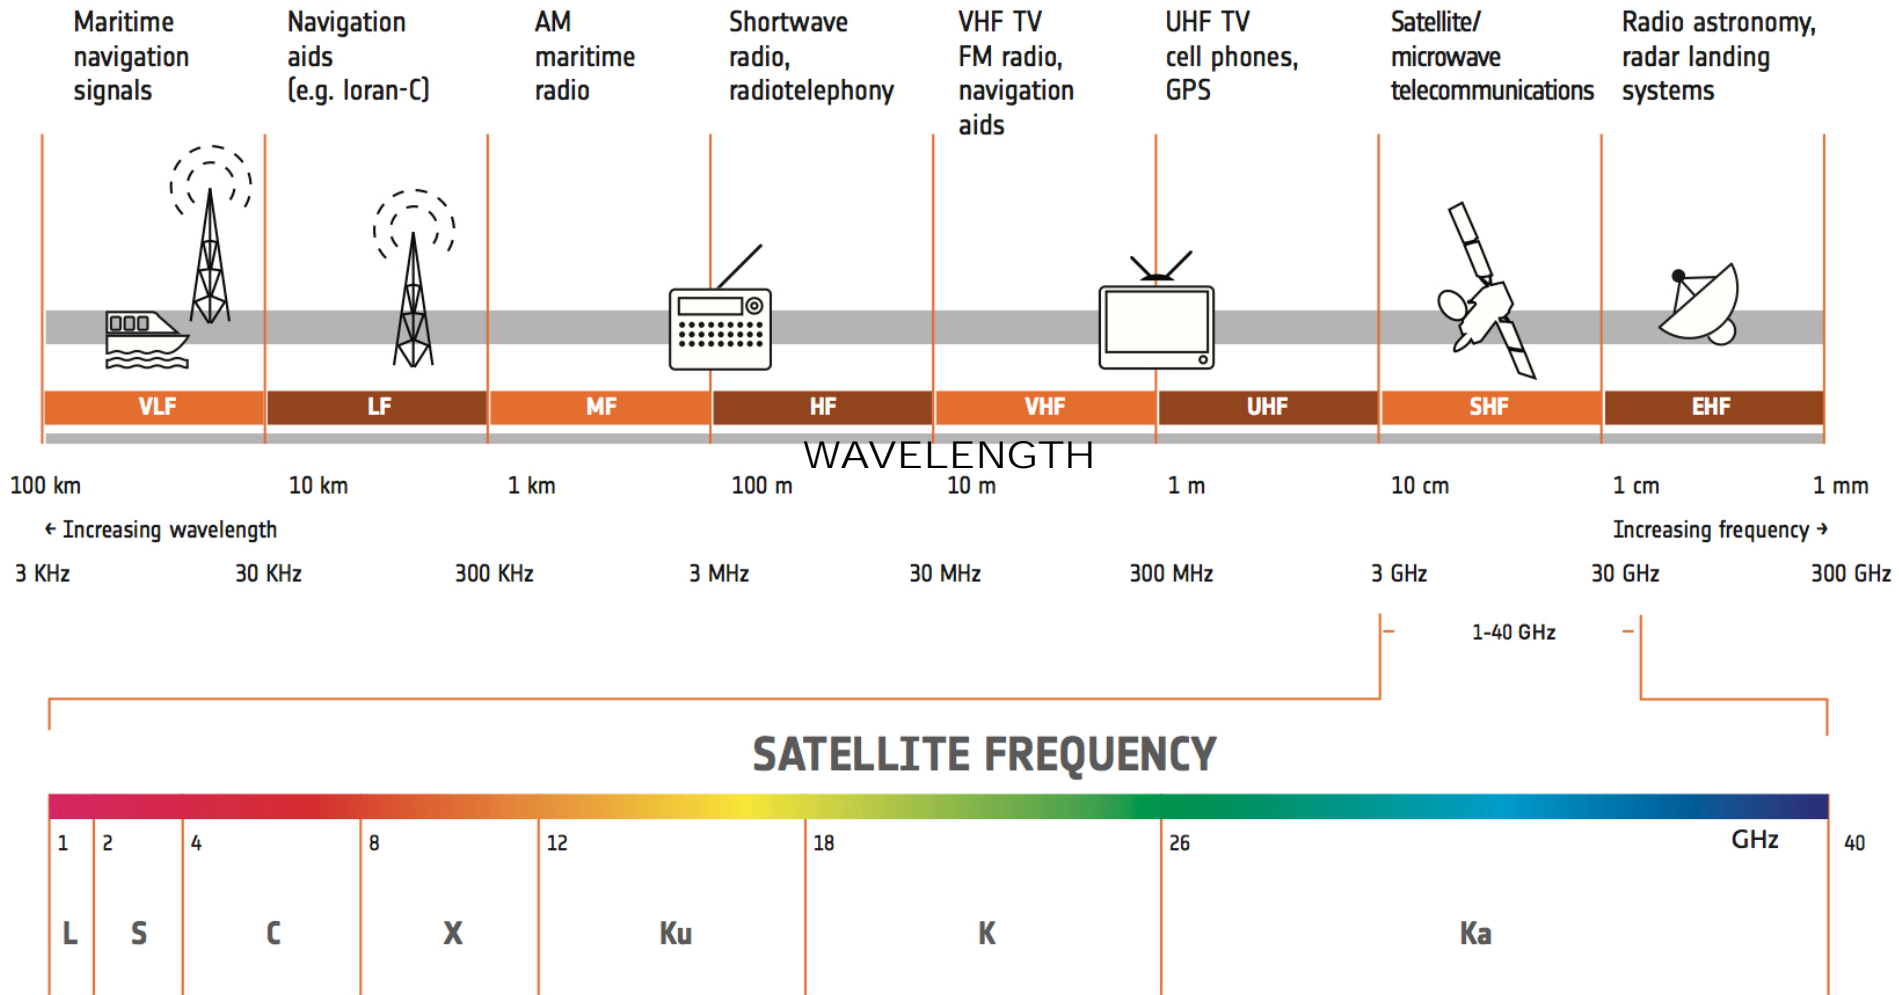 Maritime
navigation
signals
Navigation
aids
(e.g. loran-C)
AM
maritime
radio
Shortwave
radio,
radiotelephony
VHF TV
FM radio,
navigation
aids
UHF TV
cell phones,
GPS
Satellite/
microwave
telecommunications
Radio astronomy,
radar landing
systems
VLF LF MF HF VHF UHF SHF EHF
WAVELENGTH
100 km 10 km 1 km 100 m 10 m 1 m 10 cm 1 cm 1 mm
← Increasing wavelength Increasing frequency →
3 KHz 30 KHz 300 KHz 3 MHz 30 MHz 300 MHz 3 GHz 30 GHz 300 GHz
1-40 GHz
SATELLITE FREQUENCY
1 2 4 8 12 18 26 GHz 40
L S C X Ku K Ka